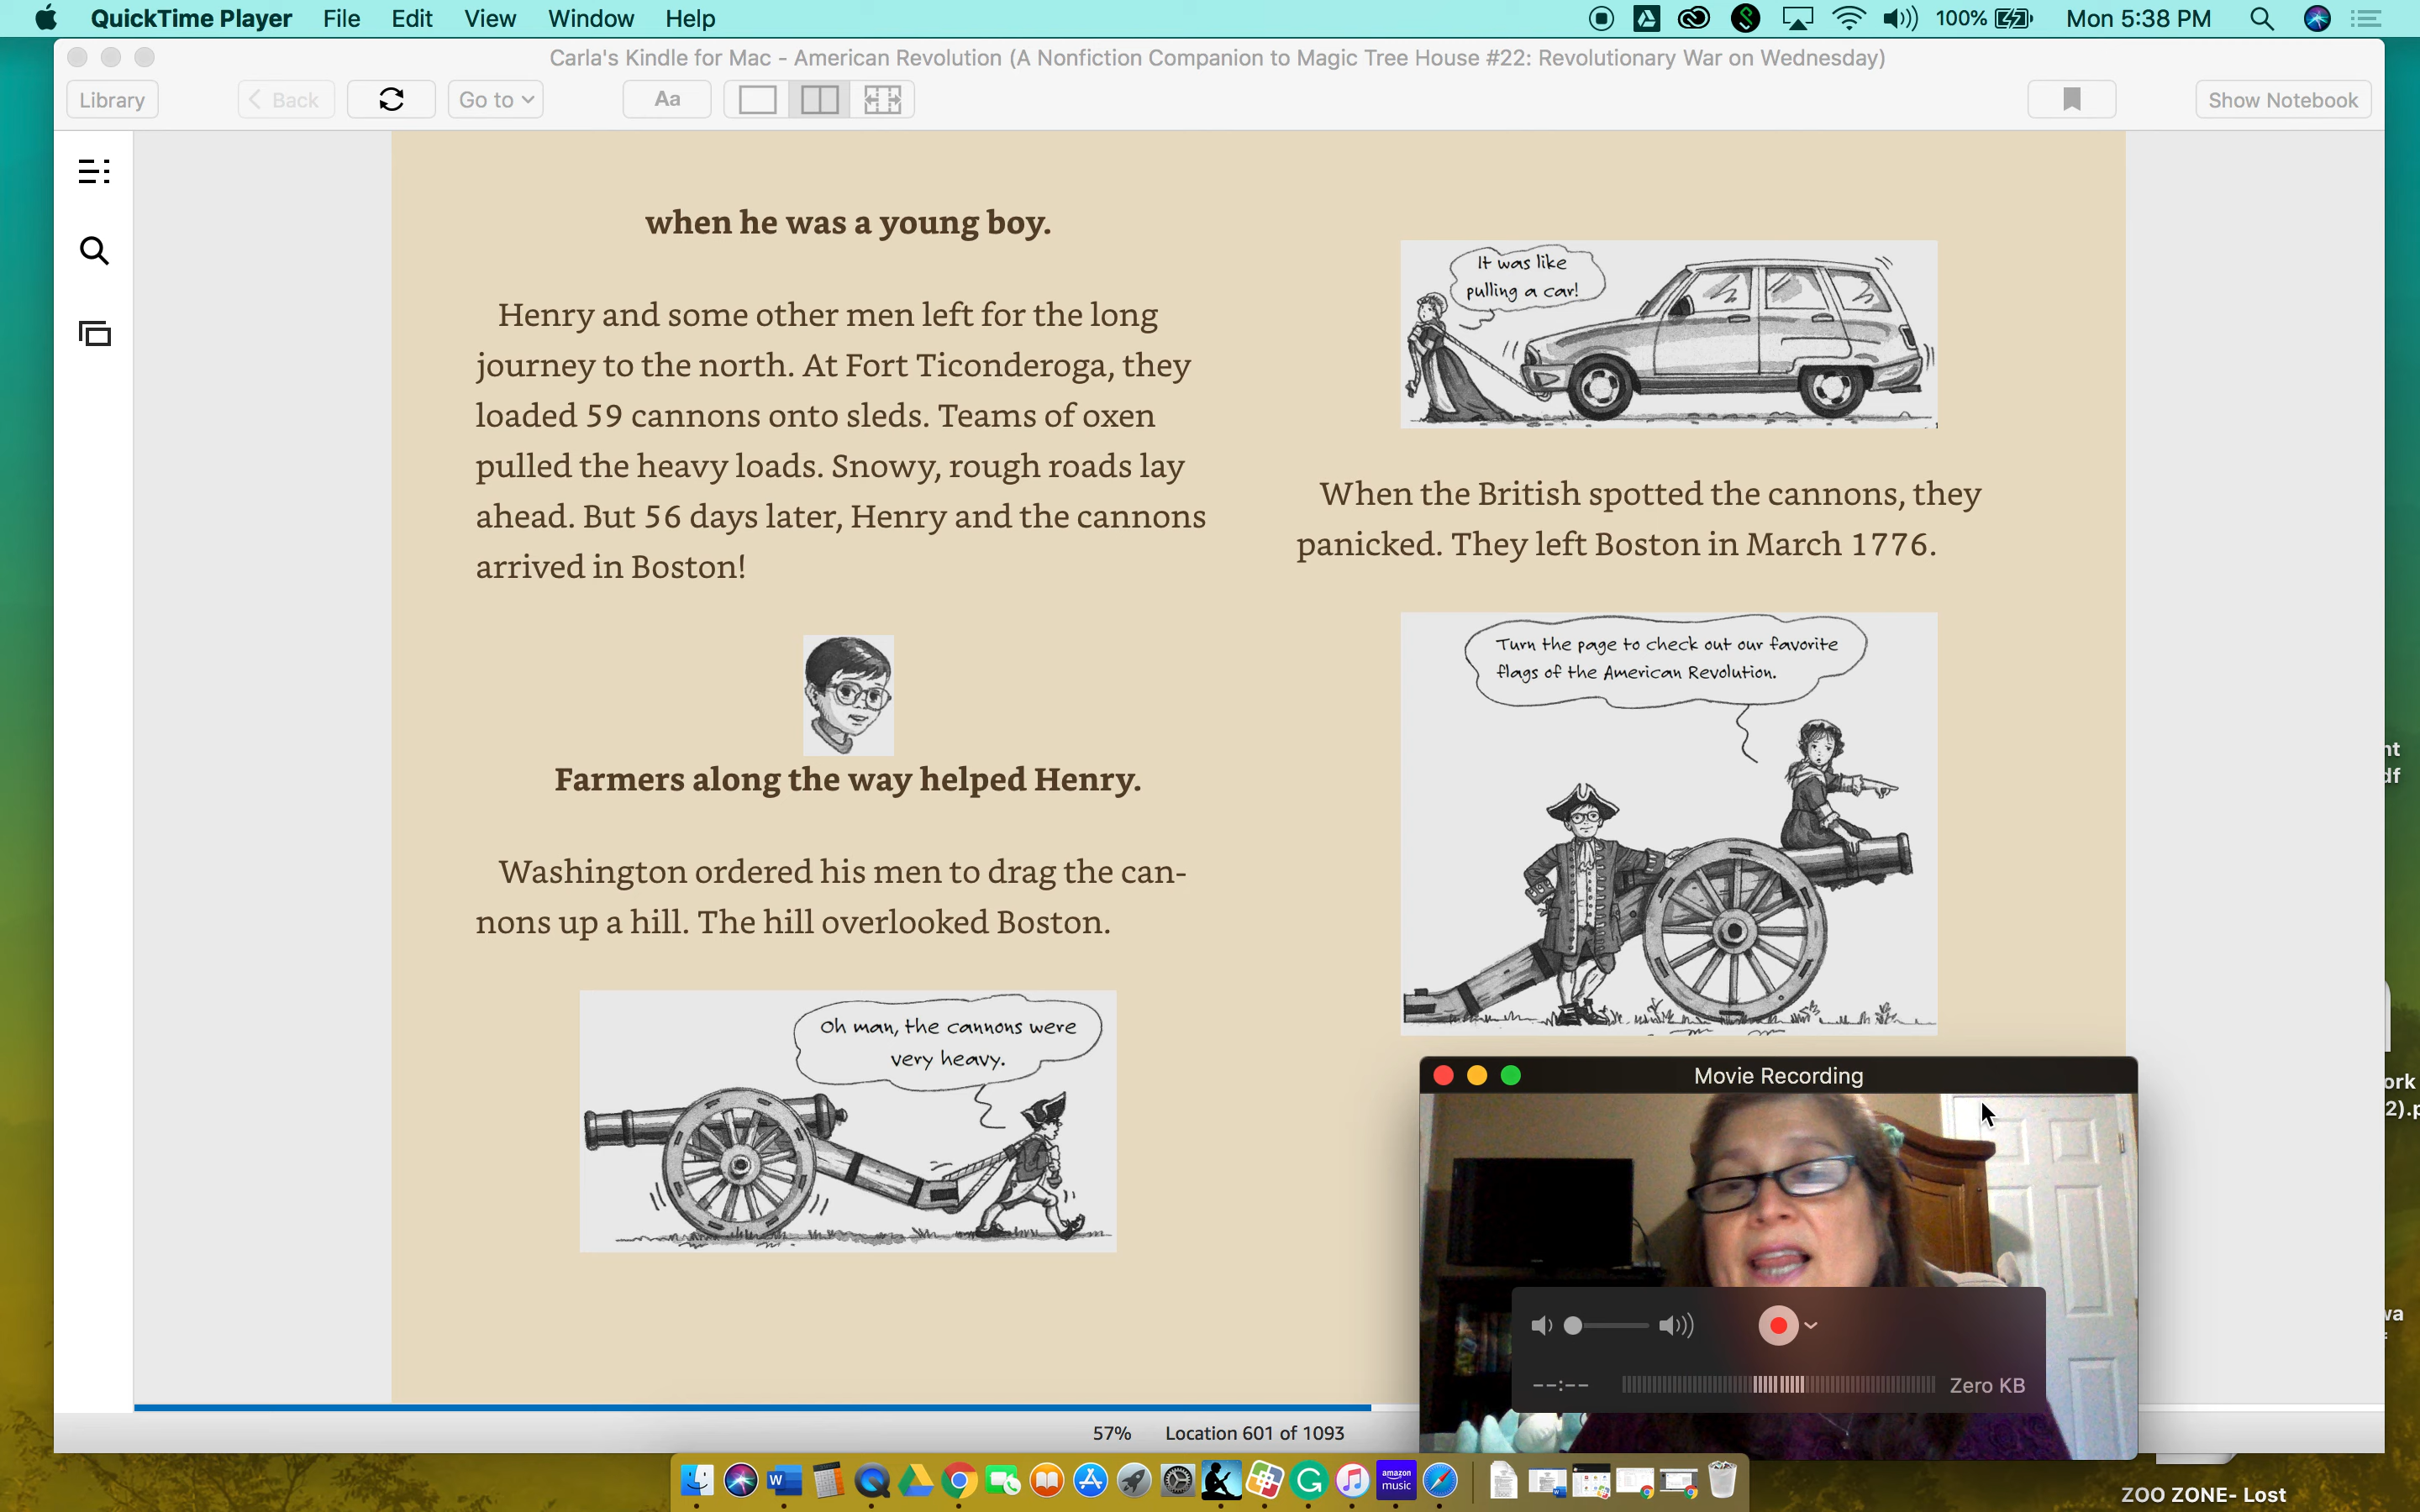 QuickTime Player File Edit View Window Help 100% Mon 5:38 PM
Carla's Kindle for Mac - American Revolution (A Nonfiction Companion to Magic Tree House #22: Revolutionary War on Wednesday)
Library Back Go to Aa Show Notebook
when he was a young boy.
Henry and some other men left for the long
journey to the north. At Fort Ticonderoga, they
loaded 59 cannons onto sleds. Teams of oxen
pulled the heavy loads. Snowy, rough roads lay
ahead. But 56 days later, Henry and the cannons
arrived in Boston!
Farmers along the way helped Henry.
Washington ordered his men to drag the can-
nons up a hill. The hill overlooked Boston.
Oh man, the cannons were
very heavy.
It was like
pulling a car!
When the British spotted the cannons, they
panicked. They left Boston in March 1776.
Turn the page to check out our favorite
flags of the American Revolution.
Movie Recording
--:-- Zero KB
57% Location 601 of 1093
amazon
music
ZOO ZONE- Lost